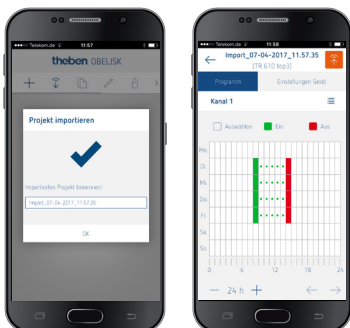 Telekom.de 11:57
theben OBELISK
Projekt importieren
Importiertes Projekt benennen
Import_07-04-2017_11.57.35
OK
Telekom.de 11:58
Import_07-04-2017_11.57.35
[TR 610 top3]
Programm Einstellungen Gerät
Kanal 1
Auswählen Ein Aus
Mo
Di
Mi
Do
Fr
Sa
So
0 6 12 18 24
24 h